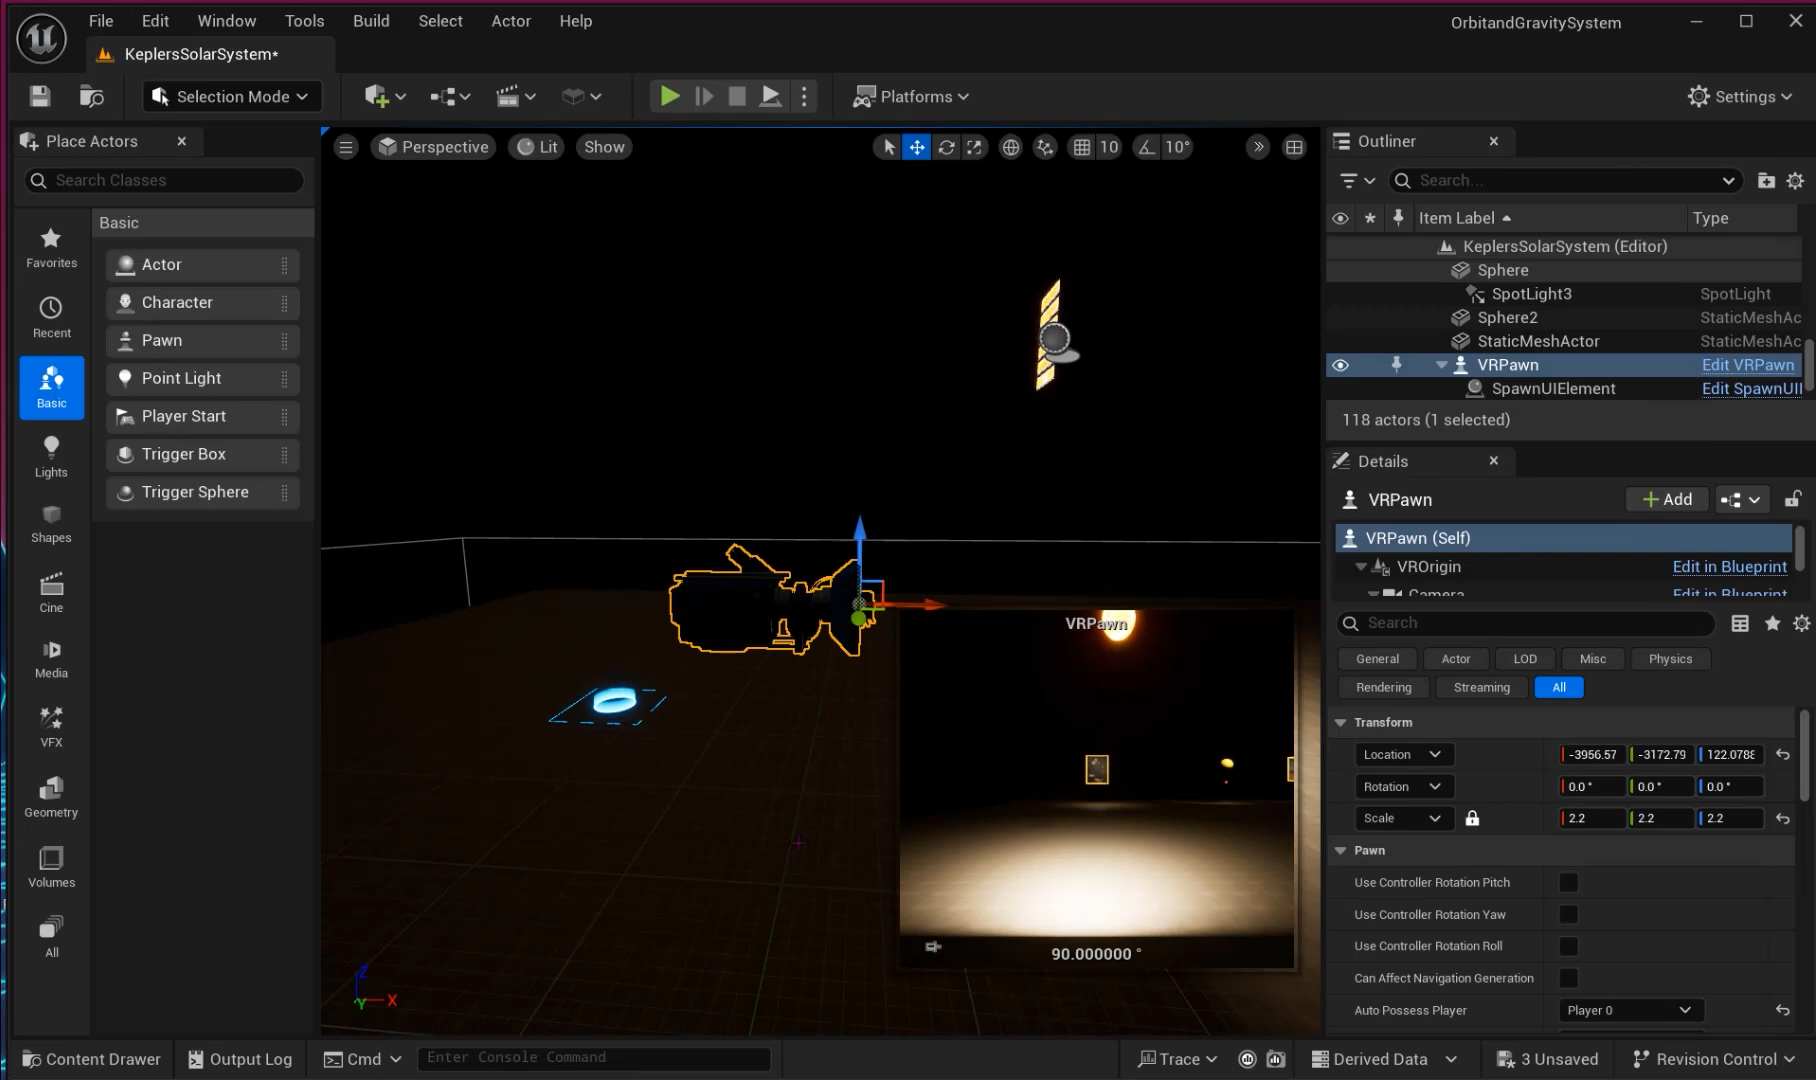 File Edit Window Tools Build Select Actor Help OrbitandGravitySystem
KeplersSolarSystem*
Selection Mode Platforms Settings
Place Actors
Search Classes
Basic
Favorites
Recent
Basic
Lights
Shapes
Cine
Media
VFX
Geometry
Volumes
All
Actor
Character
Pawn
Point Light
Player Start
Trigger Box
Trigger Sphere
Perspective Lit Show 10 10°
VRPawn
90.000000 °
Z
Y X
Outliner
Search...
Item Label Type
KeplersSolarSystem (Editor)
Sphere
SpotLight3 SpotLight
Sphere2 StaticMeshAc
StaticMeshActor StaticMeshAc
VRPawn Edit VRPawn
SpawnUIElement Edit SpawnUII
118 actors (1 selected)
Details
VRPawn Add
VRPawn (Self)
VROrigin Edit in Blueprint
Camera Edit in Blueprint
Search
General Actor LOD Misc Physics
Rendering Streaming All
Transform
Location -3956.57 -3172.79 122.0788
Rotation 0.0 ° 0.0 ° 0.0 °
Scale 2.2 2.2 2.2
Pawn
Use Controller Rotation Pitch
Use Controller Rotation Yaw
Use Controller Rotation Roll
Can Affect Navigation Generation
Auto Possess Player Player 0
Content Drawer Output Log Cmd Enter Console Command Trace Derived Data 3 Unsaved Revision Control